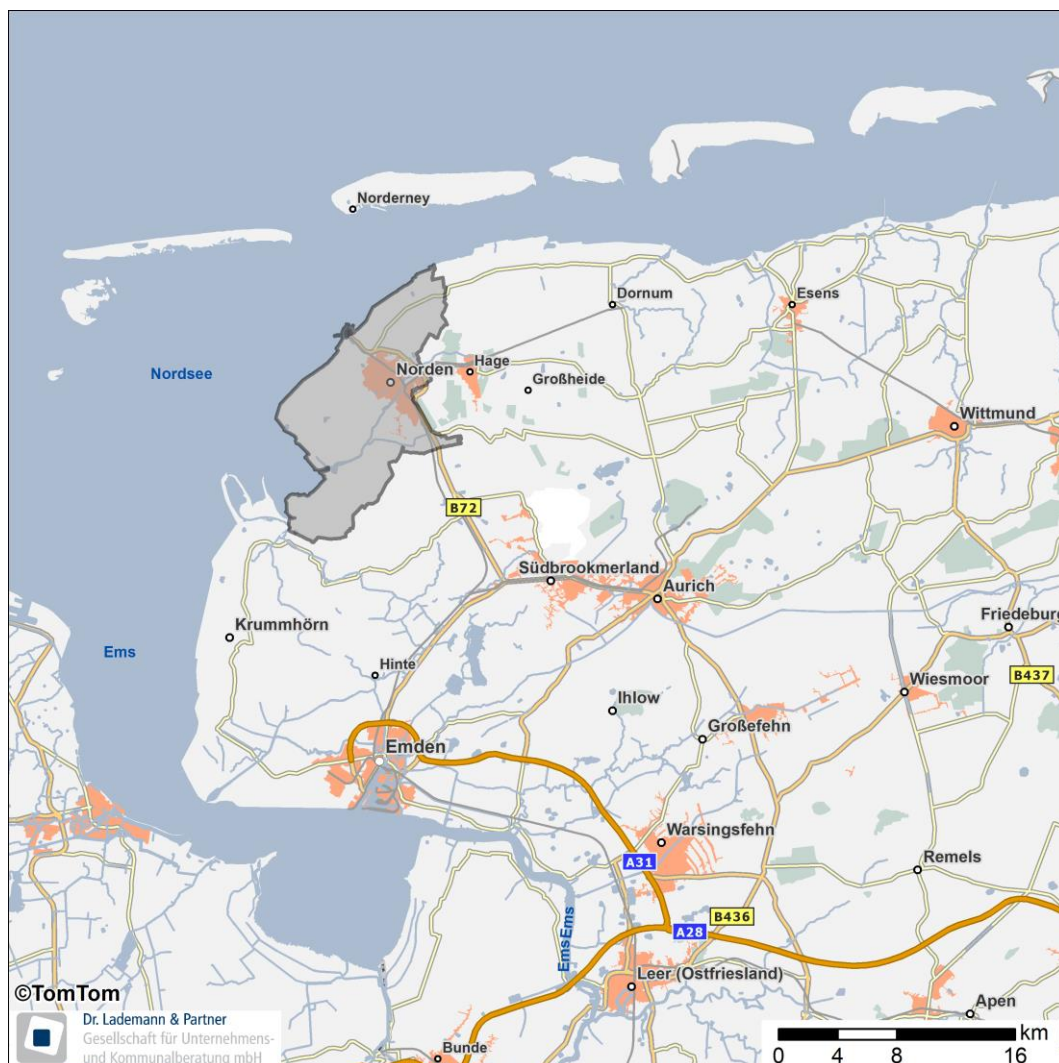 Norderney
Dornum
Esens
Nordsee
Norden
Hage
Großheide
Wittmund
B72
Südbrookmerland
Aurich
Krummhörn
Friedeburg
Ems
Hinte
B437
Ihlow
Wiesmoor
Großefehn
Emden
Warsingsfehn
A31
Remels
B436
A28
Ems
Ems
Leer (Ostfriesland)
©TomTom
Apen
Dr. Lademann & Partner
Gesellschaft für Unternehmens-
und Kommunalberatung mbH
Bunde
km
0 4 8 16